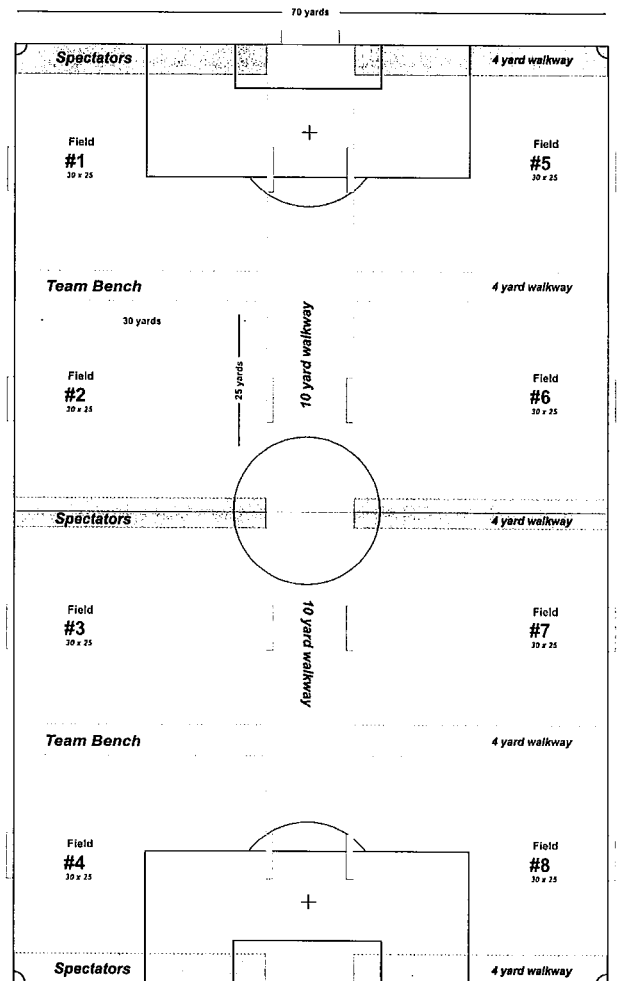 70 yards
Spectators
4 yard walkway
Field
#1
30 x 25
Field
#5
30 x 25
Team Bench
4 yard walkway
30 yards
25 yards
10 yard walkway
Field
#2
30 x 25
Field
#6
30 x 25
Spectators
4 yard walkway
Field
#3
30 x 25
10 yard walkway
Field
#7
30 x 25
Team Bench
4 yard walkway
Field
#4
30 x 25
Field
#8
30 x 25
Spectators
4 yard walkway